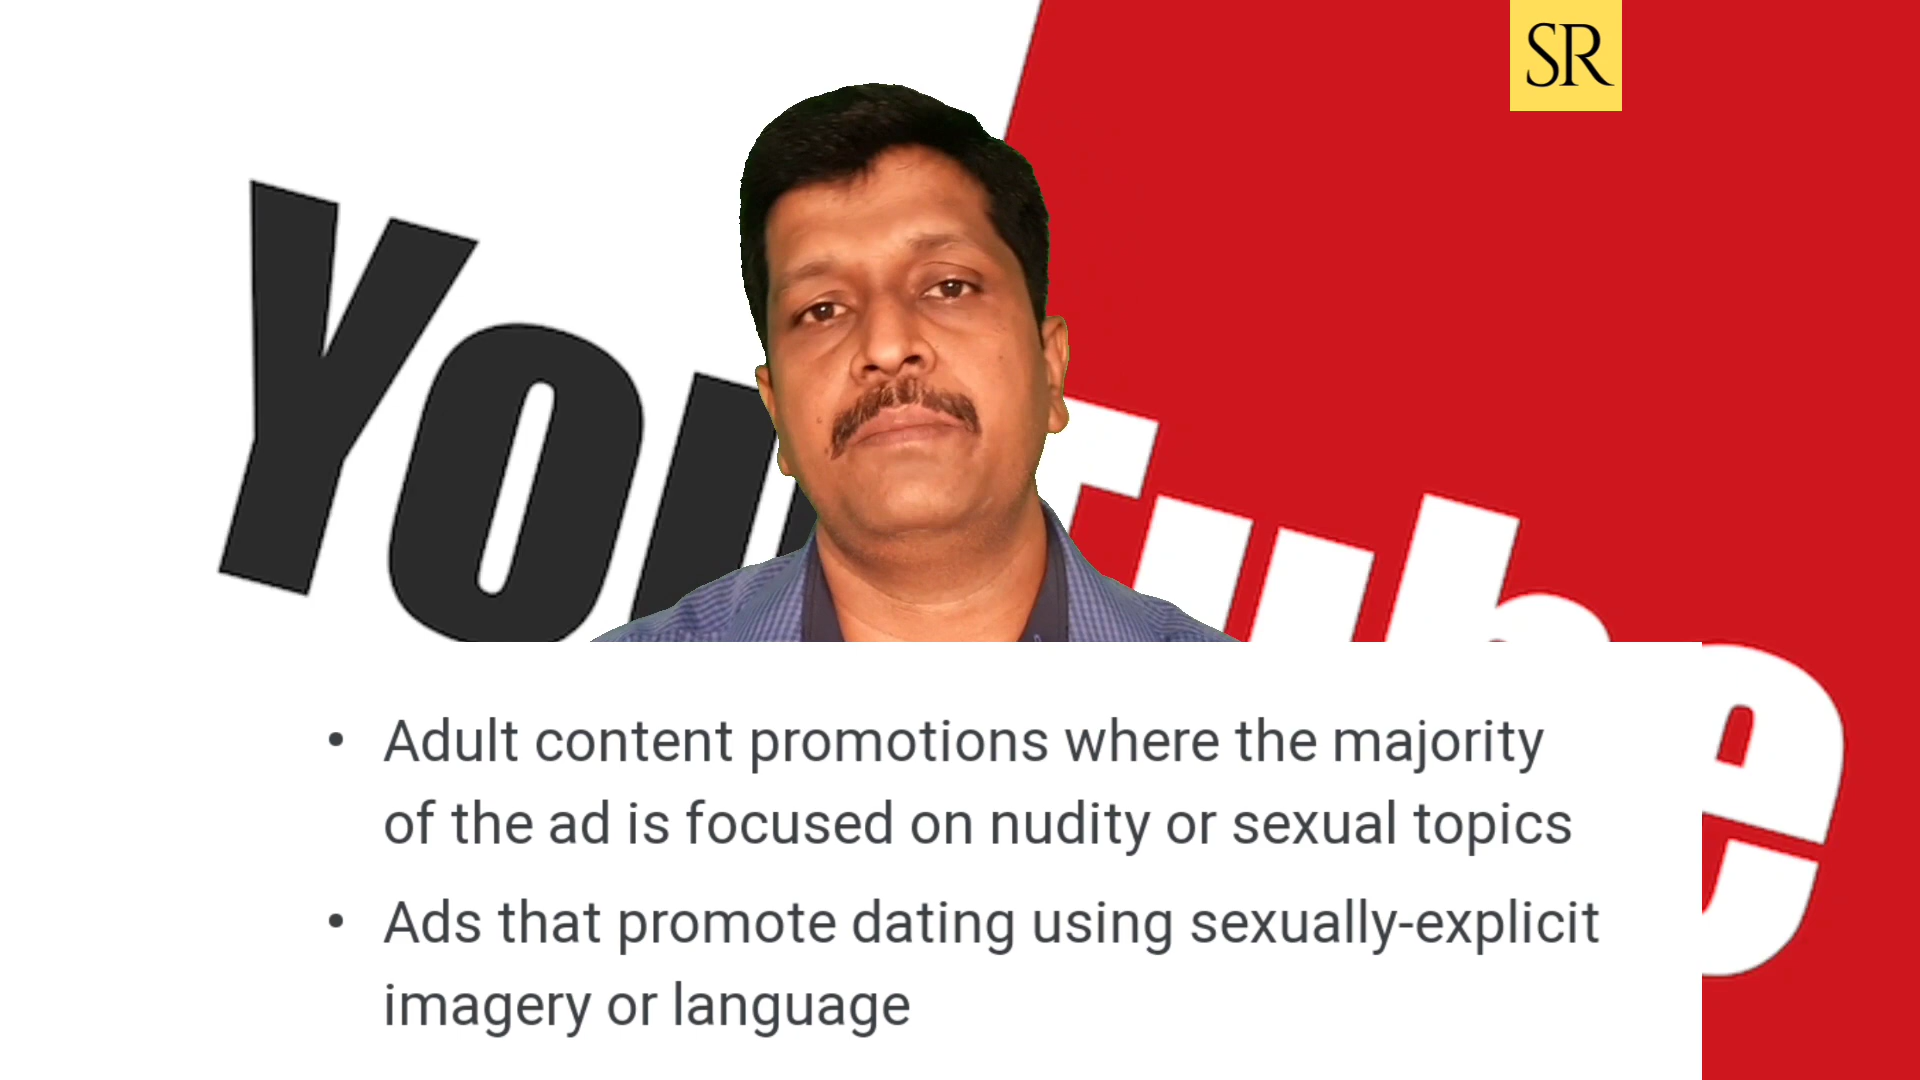 SR
YouTube
• Adult content promotions where the majority
of the ad is focused on nudity or sexual topics
• Ads that promote dating using sexually-explicit
imagery or language